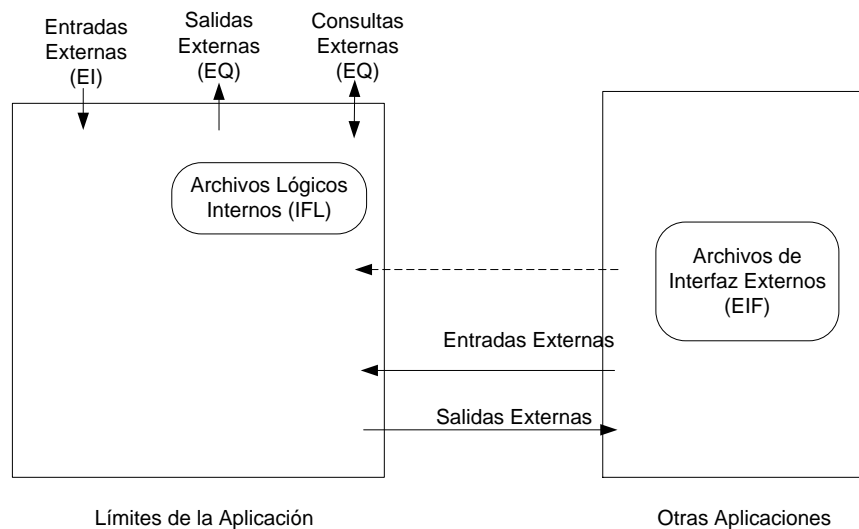 Entradas
Externas
(EI)
Salidas
Externas
(EQ)
Consultas
Externas
(EQ)
Archivos Lógicos
Internos (IFL)
Archivos de
Interfaz Externos
(EIF)
Entradas Externas
Salidas Externas
Límites de la Aplicación
Otras Aplicaciones